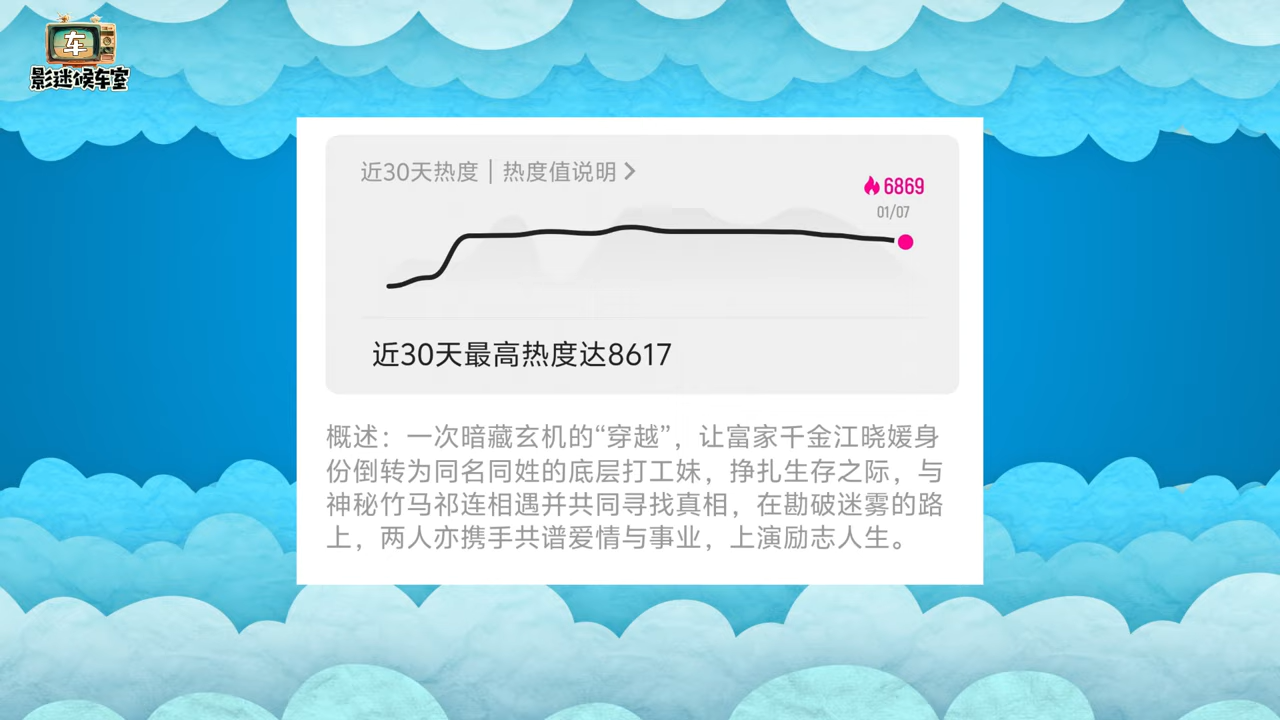 车
影迷候车室
近30天热度 | 热度值说明 >
6869
01/07
近30天最高热度达8617
概述：一次暗藏玄机的“穿越”，让富家千金江晓媛身
份倒转为同名同姓的底层打工妹，挣扎生存之际，与
神秘竹马祁连相遇并共同寻找真相，在勘破迷雾的路
上，两人亦携手共谱爱情与事业，上演励志人生。